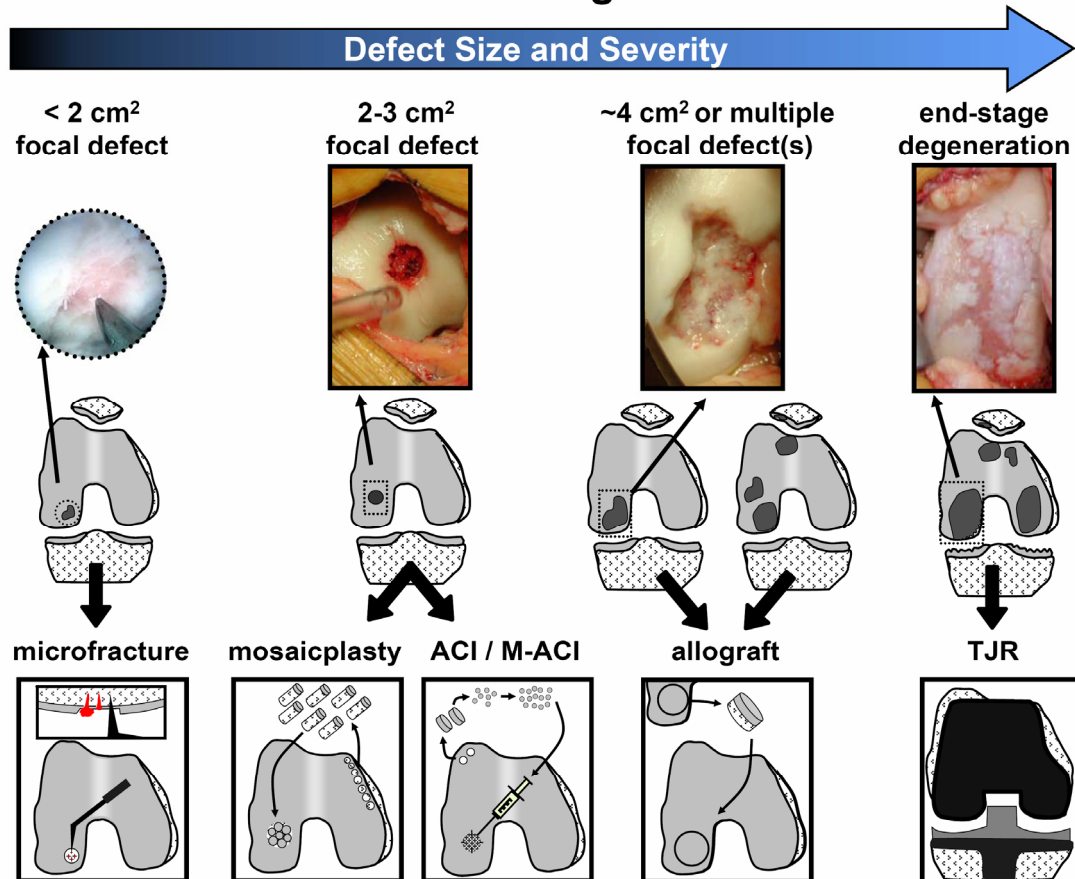 Defect Size and Severity
< 2 cm²
focal defect
2-3 cm²
focal defect
~4 cm² or multiple
focal defect(s)
end-stage
degeneration
microfracture
mosaicplasty
ACI / M-ACI
allograft
TJR